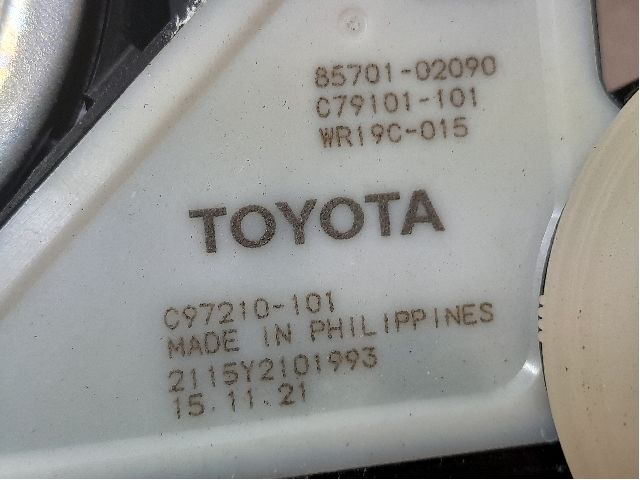 85701-02090
C79101-101
WR19C-015
TOYOTA
C97210-101
MADE IN PHILIPPINES
2115Y2101993
15.11.21